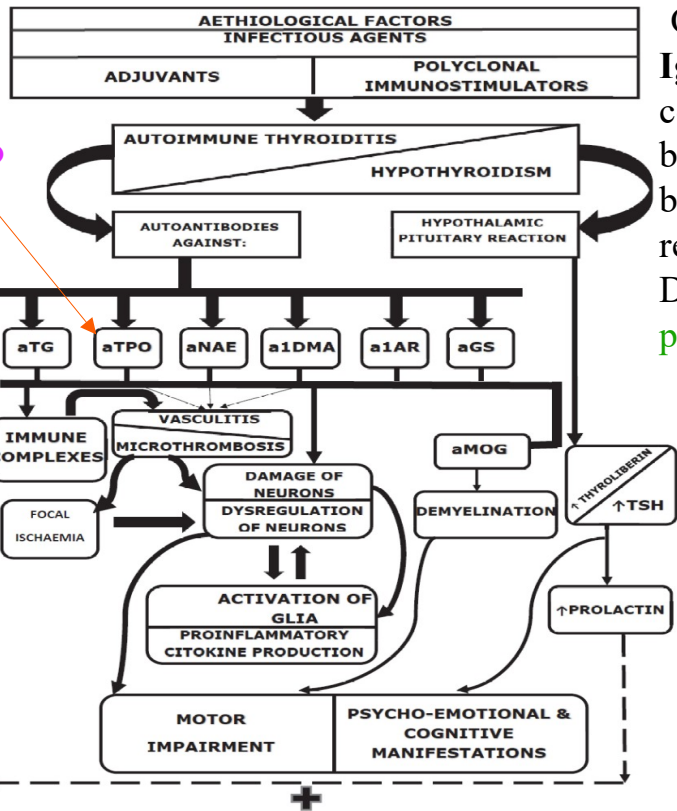 AETHIOLOGICAL FACTORS
INFECTIOUS AGENTS
ADJUVANTS
POLYCLONAL
IMMUNOSTIMULATORS
AUTOIMMUNE THYROIDITIS
HYPOTHYROIDISM
AUTOANTIBODIES
AGAINST:
HYPOTHALAMIC
PITUITARY REACTION
aTG
aTPO
aNAE
a1DMA
a1AR
aGS
IMMUNE
COMPLEXES
VASCULITIS
MICROTHROMBOSIS
aMOG
↑ THYROLIBERIN
↑TSH
DAMAGE OF
NEURONS
DYSREGULATION
OF NEURONS
DEMYELINATION
FOCAL
ISCHAEMIA
ACTIVATION OF
GLIA
PROINFLAMMATORY
CITOKINE PRODUCTION
↑PROLACTIN
MOTOR
IMPAIRMENT
PSYCHO-EMOTIONAL &
COGNITIVE
MANIFESTATIONS
+